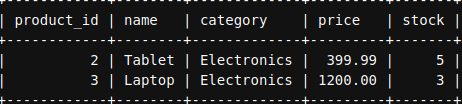 | product_id | name | category | price | stock |
| 2 | Tablet | Electronics | 399.99 | 5 |
| 3 | Laptop | Electronics | 1200.00 | 3 |